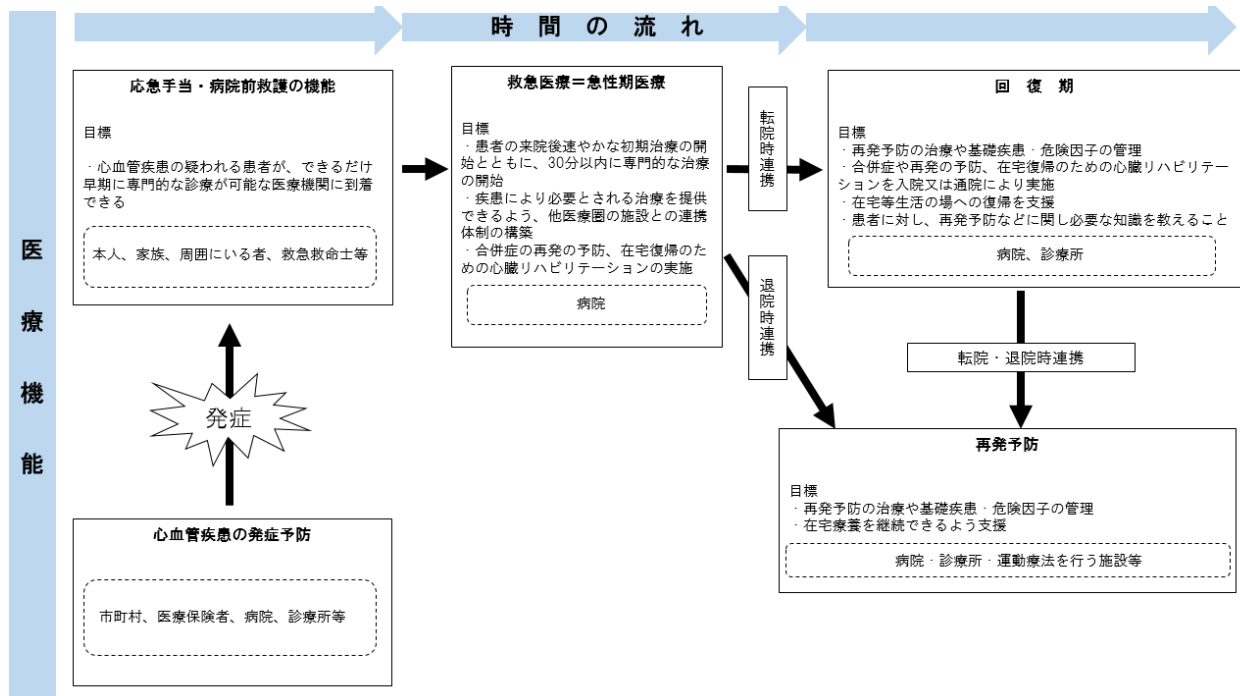 時間の流れ
医療機能
応急手当・病院前救護の機能
目標
・心血管疾患の疑われる患者が、できるだけ
早期に専門的な診療が可能な医療機関に到着
できる
本人、家族、周囲にいる者、救急救命士等
発症
心血管疾患の発症予防
市町村、医療保険者、病院、診療所等
救急医療＝急性期医療
目標
・患者の来院後速やかな初期治療の開
始とともに、30分以内に専門的な治療
の開始
・疾患により必要とされる治療を提供
できるよう、他医療圏の施設との連携
体制の構築
・合併症の再発の予防、在宅復帰のた
めの心臓リハビリテーションの実施
病院
転院時連携
退院時連携
回復期
目標
・再発予防の治療や基礎疾患・危険因子の管理
・合併症や再発の予防、在宅復帰のための心臓リハビリテ
ーションを入院又は通院により実施
・在宅等生活の場への復帰を支援
・患者に対し、再発予防などに関し必要な知識を教えること
病院、診療所
転院・退院時連携
再発予防
目標
・再発予防の治療や基礎疾患・危険因子の管理
・在宅療養を継続できるよう支援
病院・診療所・運動療法を行う施設等